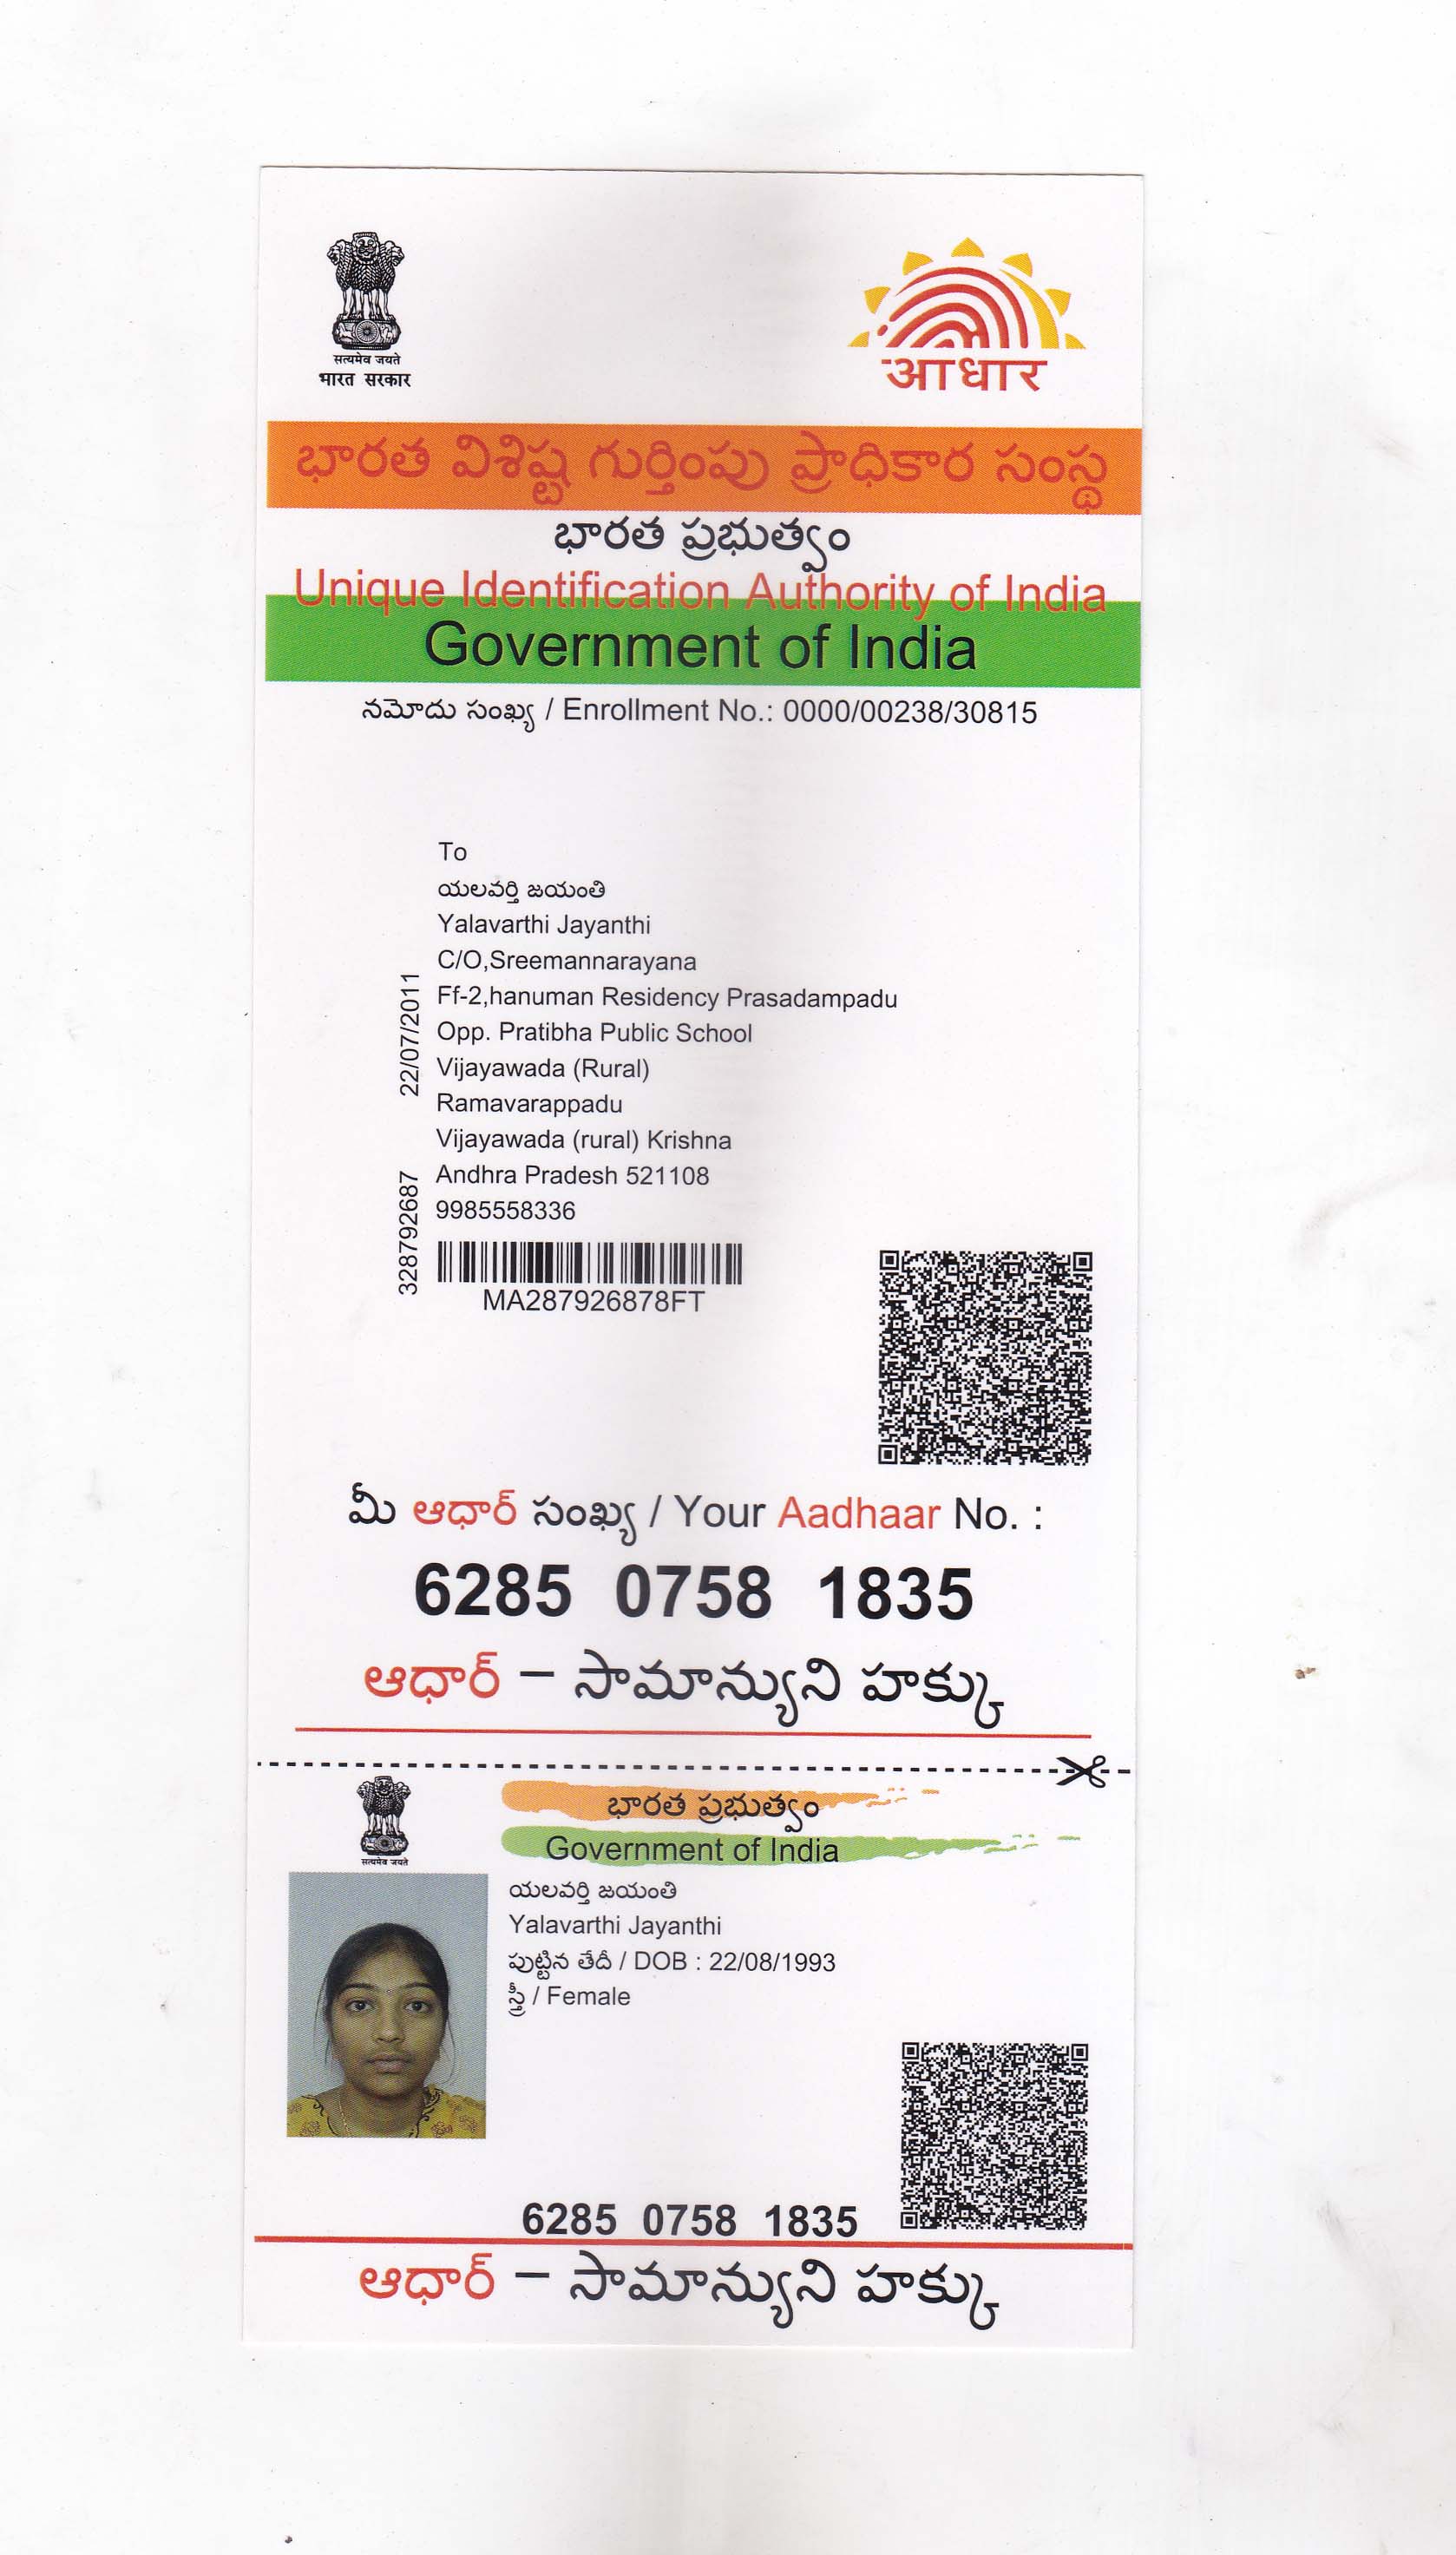 सत्यमेव जयते
भारत सरकार
आधार
భారత విశిష్ట గుర్తింపు ప్రాధికార సంస్థ
భారత ప్రభుత్వం
Unique Identification Authority of India
Government of India
నమోదు సంఖ్య / Enrollment No.: 0000/00238/30815
To
యలవర్తి జయంతి
Yalavarthi Jayanthi
C/O,Sreemannarayana
Ff-2,hanuman Residency Prasadampadu
Opp. Pratibha Public School
Vijayawada (Rural)
Ramavarappadu
Vijayawada (rural) Krishna
Andhra Pradesh 521108
9985558336
22/07/2011
328792687
MA287926878FT
మీ ఆధార్ సంఖ్య / Your Aadhaar No. :
6285 0758 1835
ఆధార్ – సామాన్యుని హక్కు
सत्यमेव जयते
భారత ప్రభుత్వం
Government of India
యలవర్తి జయంతి
Yalavarthi Jayanthi
పుట్టిన తేదీ / DOB : 22/08/1993
స్త్రీ / Female
6285 0758 1835
ఆధార్ – సామాన్యుని హక్కు